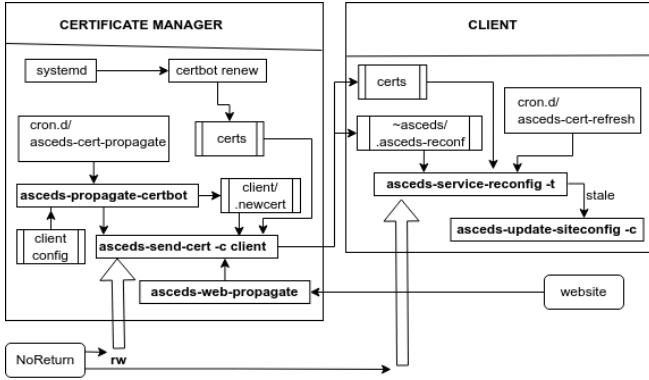 CERTIFICATE MANAGER
CLIENT
systemd
certbot renew
certs
certs
cron.d/
asceds-cert-propagate
cron.d/
asceds-cert-refresh
~asceds/
.asceds-reconf
asceds-propagate-certbot
client/
.newcert
asceds-service-reconfig -t
stale
client
config
asceds-send-cert -c client
asceds-update-siteconfig -c
asceds-web-propagate
website
NoReturn
rw